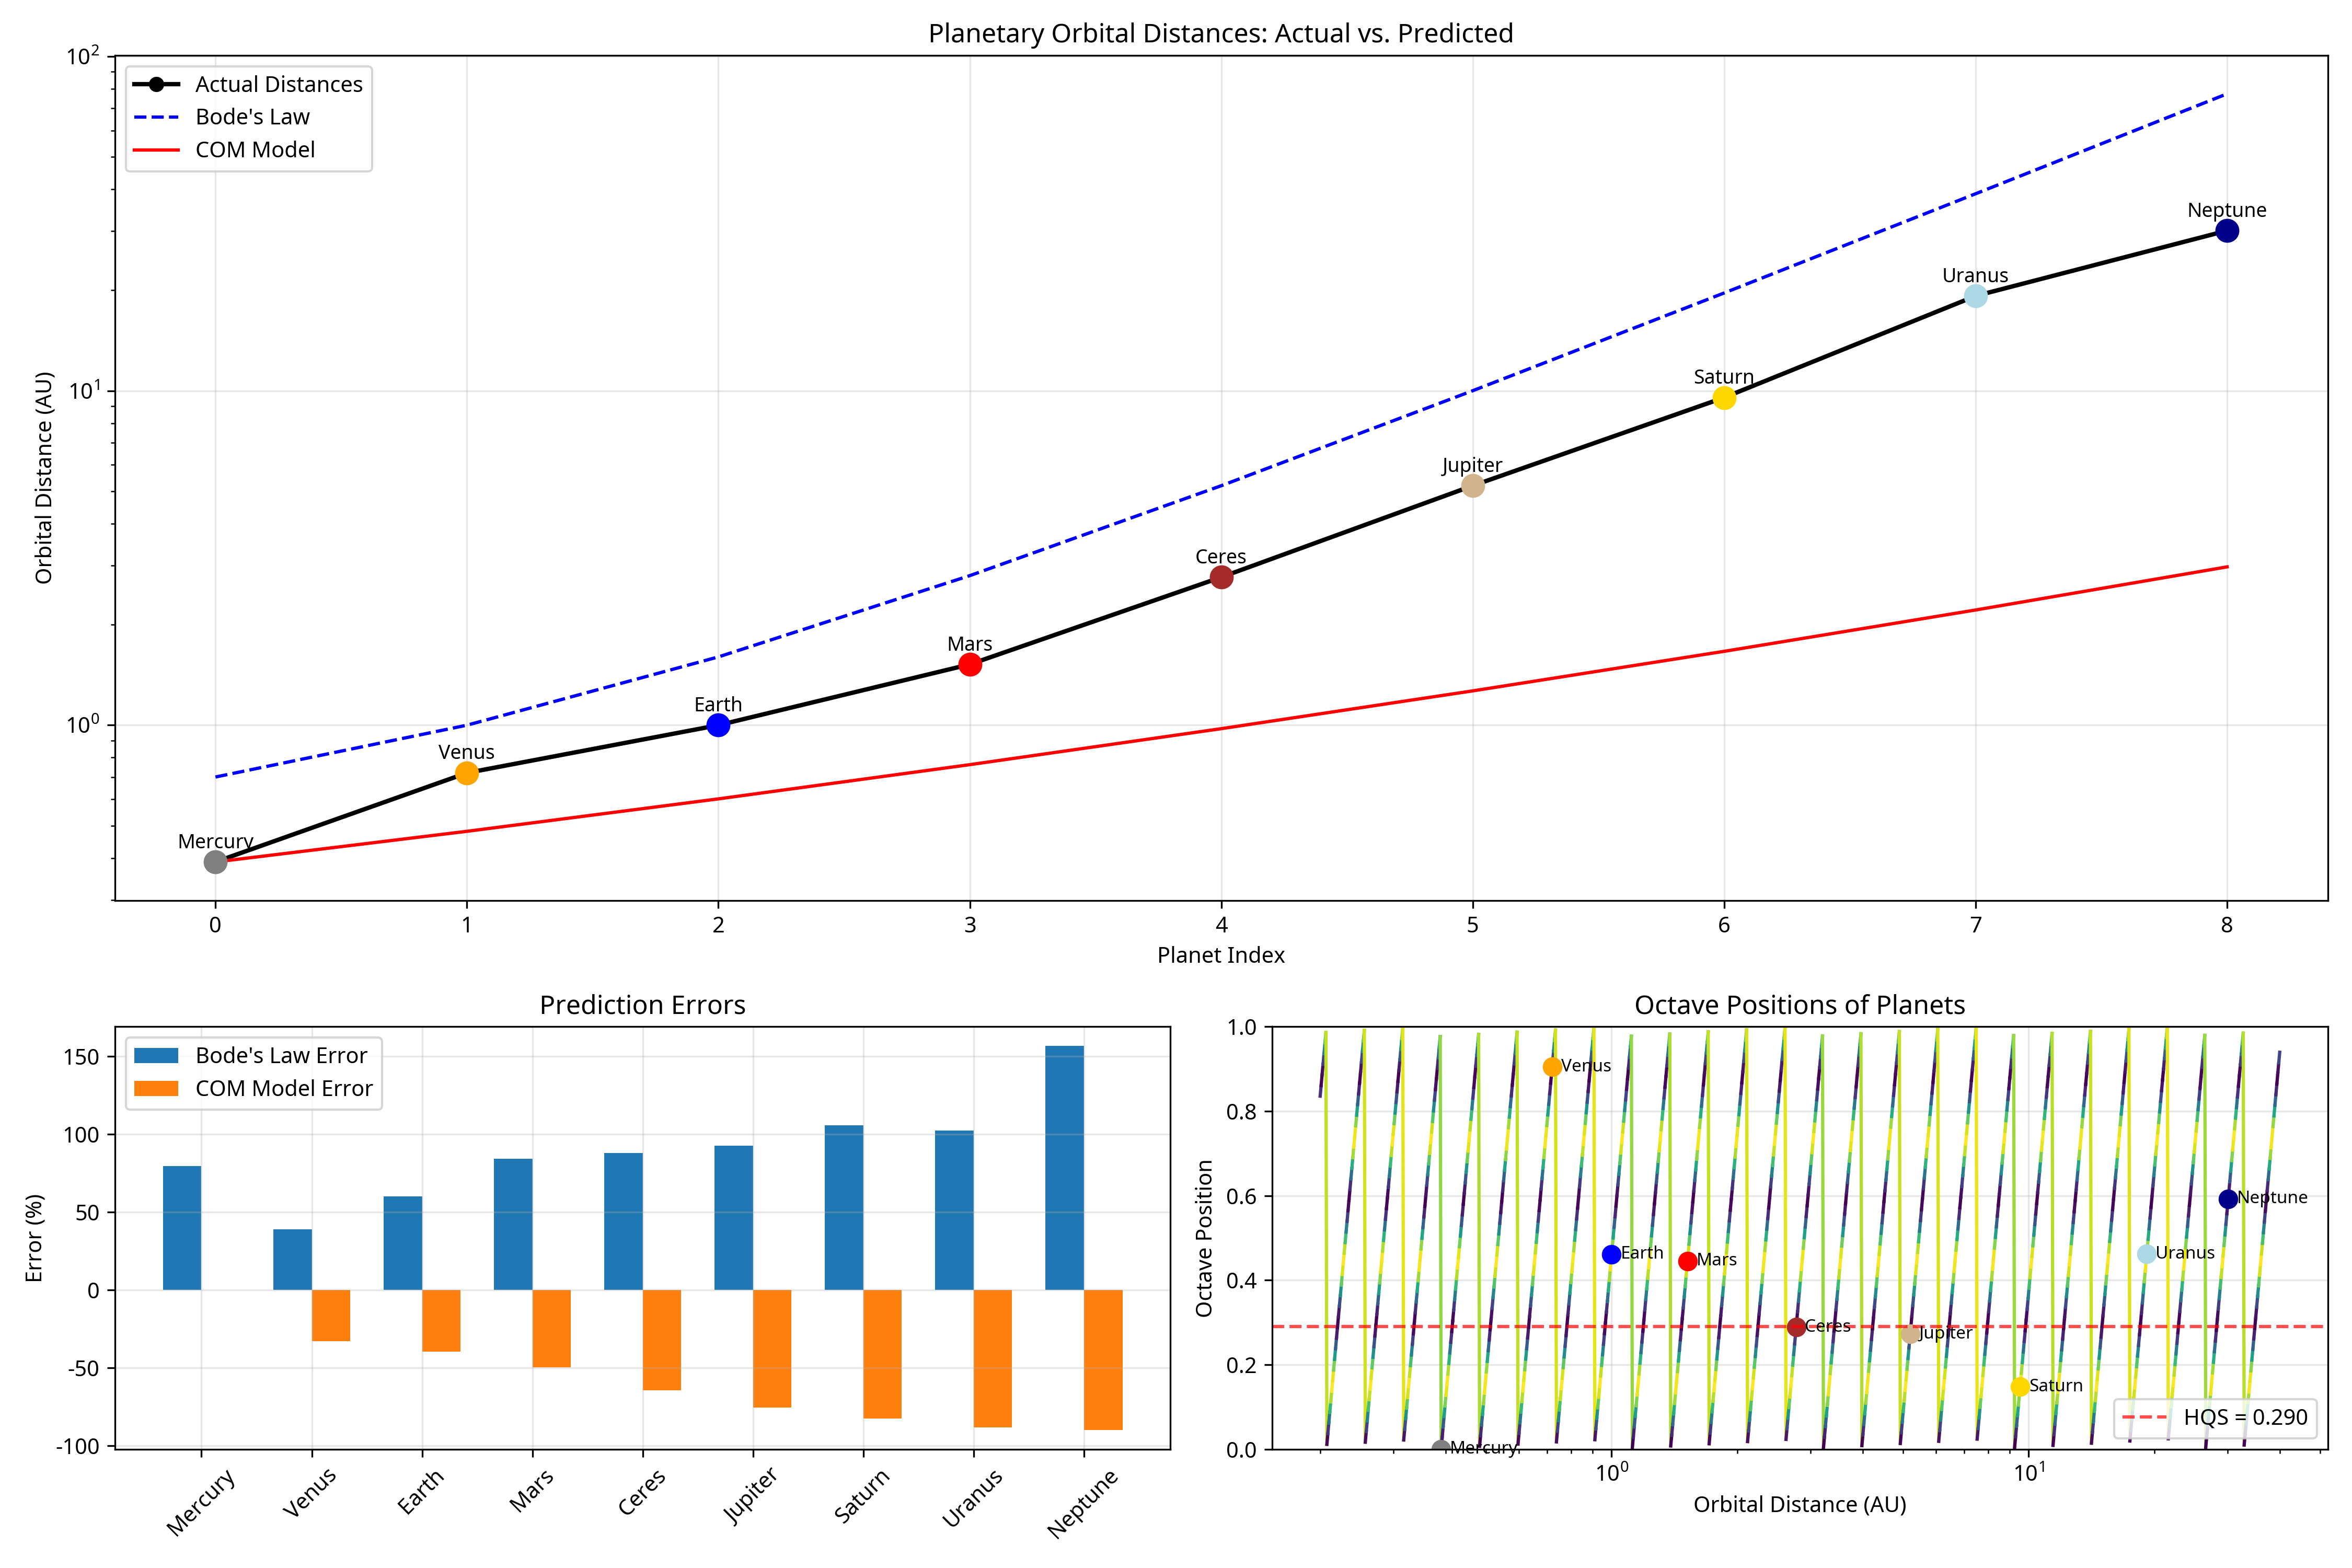 Planetary Orbital Distances: Actual vs. Predicted
Actual Distances
Bode's Law
COM Model
Orbital Distance (AU)
10²
10¹
10⁰
Mercury
Venus
Earth
Mars
Ceres
Jupiter
Saturn
Uranus
Neptune
0 1 2 3 4 5 6 7 8
Planet Index
Prediction Errors
Bode's Law Error
COM Model Error
Error (%)
150
100
50
0
-50
-100
Mercury Venus Earth Mars Ceres Jupiter Saturn Uranus Neptune
Octave Positions of Planets
Octave Position
1.0
0.8
0.6
0.4
0.2
0.0
Venus
Neptune
Earth
Mars
Uranus
Ceres
Jupiter
Saturn
Mercury
HQS = 0.290
10⁰ 10¹
Orbital Distance (AU)